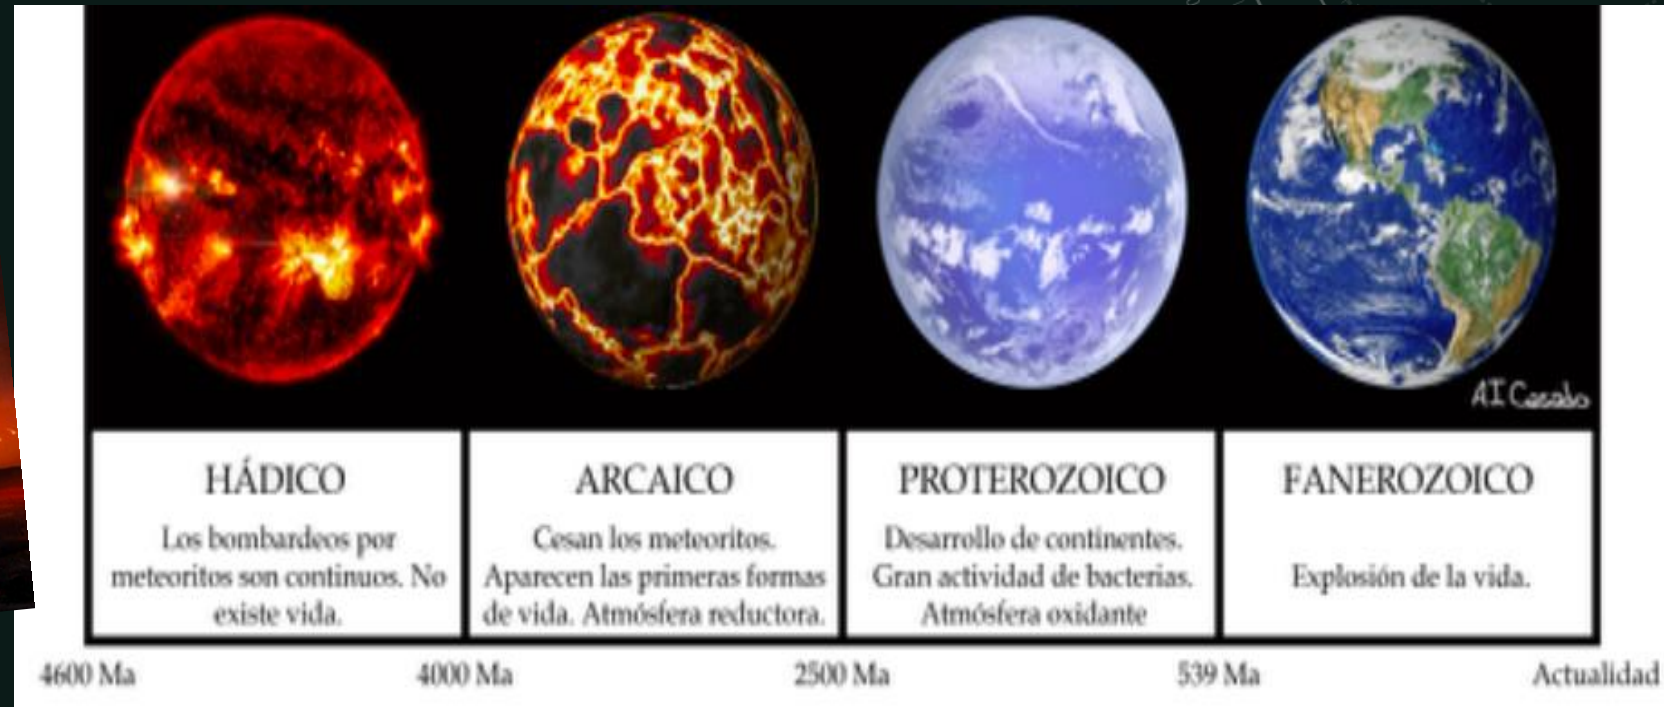 AI Casado
HÁDICO
Los bombardeos por
meteoritos son continuos. No
existe vida.
ARCAICO
Cesan los meteoritos.
Aparecen las primeras formas
de vida. Atmósfera reductora.
PROTEROZOICO
Desarrollo de continentes.
Gran actividad de bacterias.
Atmósfera oxidante
FANEROZOICO
Explosión de la vida.
4600 Ma
4000 Ma
2500 Ma
539 Ma
Actualidad